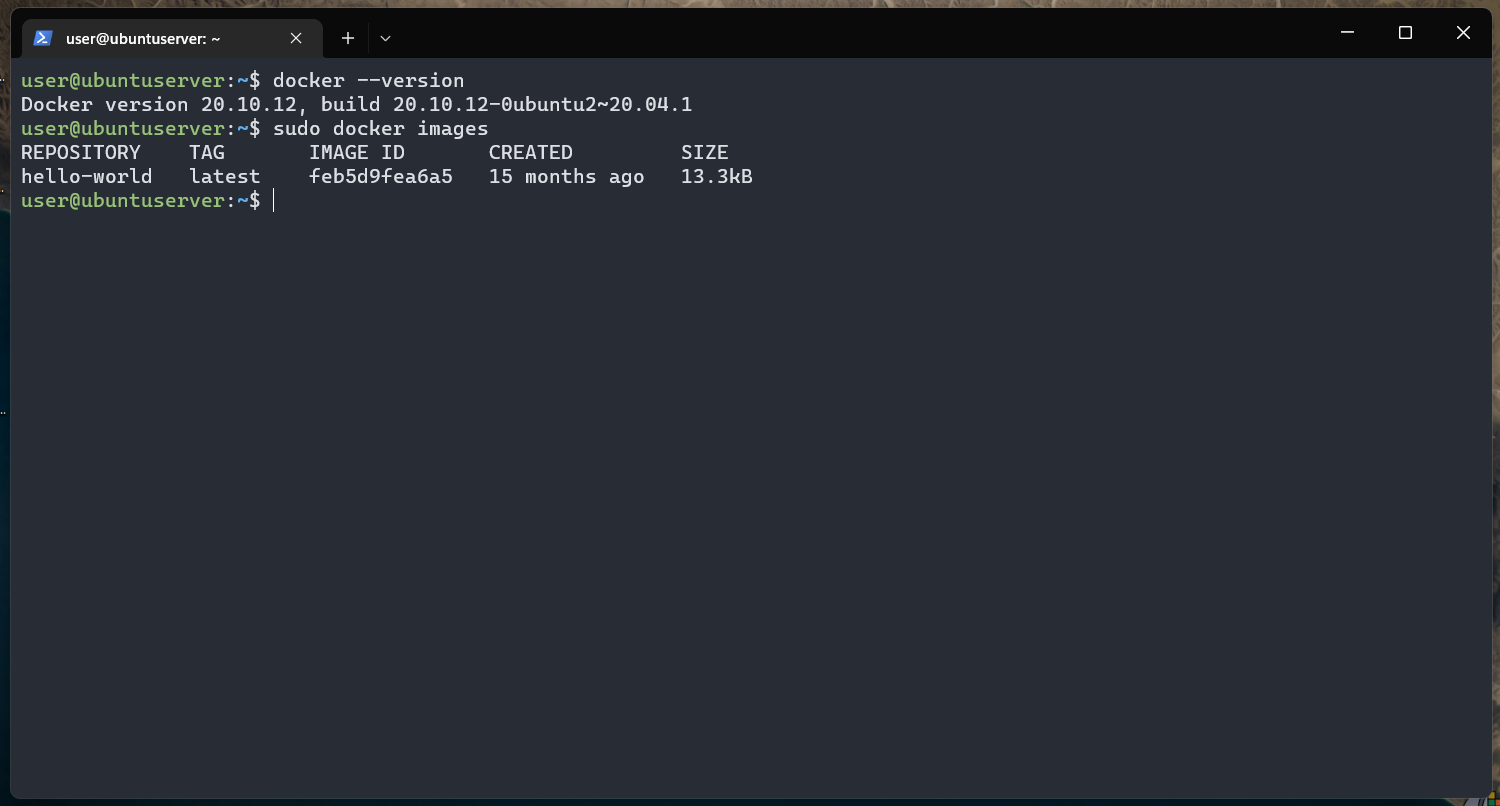 user@ubuntuserver: ~
user@ubuntuserver:~$ docker --version
Docker version 20.10.12, build 20.10.12-0ubuntu2~20.04.1
user@ubuntuserver:~$ sudo docker images
REPOSITORY    TAG       IMAGE ID       CREATED         SIZE
hello-world   latest    feb5d9fea6a5   15 months ago   13.3kB
user@ubuntuserver:~$